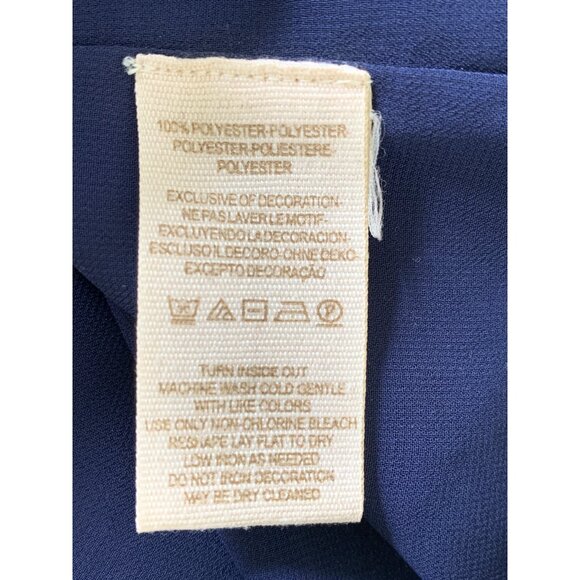 100% POLYESTER-POLYESTER
POLYESTER-POLIESTERE
POLYESTER
EXCLUSIVE OF DECORATION-
NE PAS LAVER LE MOTIF-
EXCLUYENDO LA DECORACION-
ESCLUSO IL DECORO-OHNE DEKO-
EXCEPTO DECORAÇÃO
P
TURN INSIDE OUT
MACHINE WASH COLD GENTLE
WITH LIKE COLORS
USE ONLY NON-CHLORINE BLEACH
RESHAPE LAY FLAT TO DRY
LOW IRON AS NEEDED
DO NOT IRON DECORATION
MAY BE DRY CLEANED